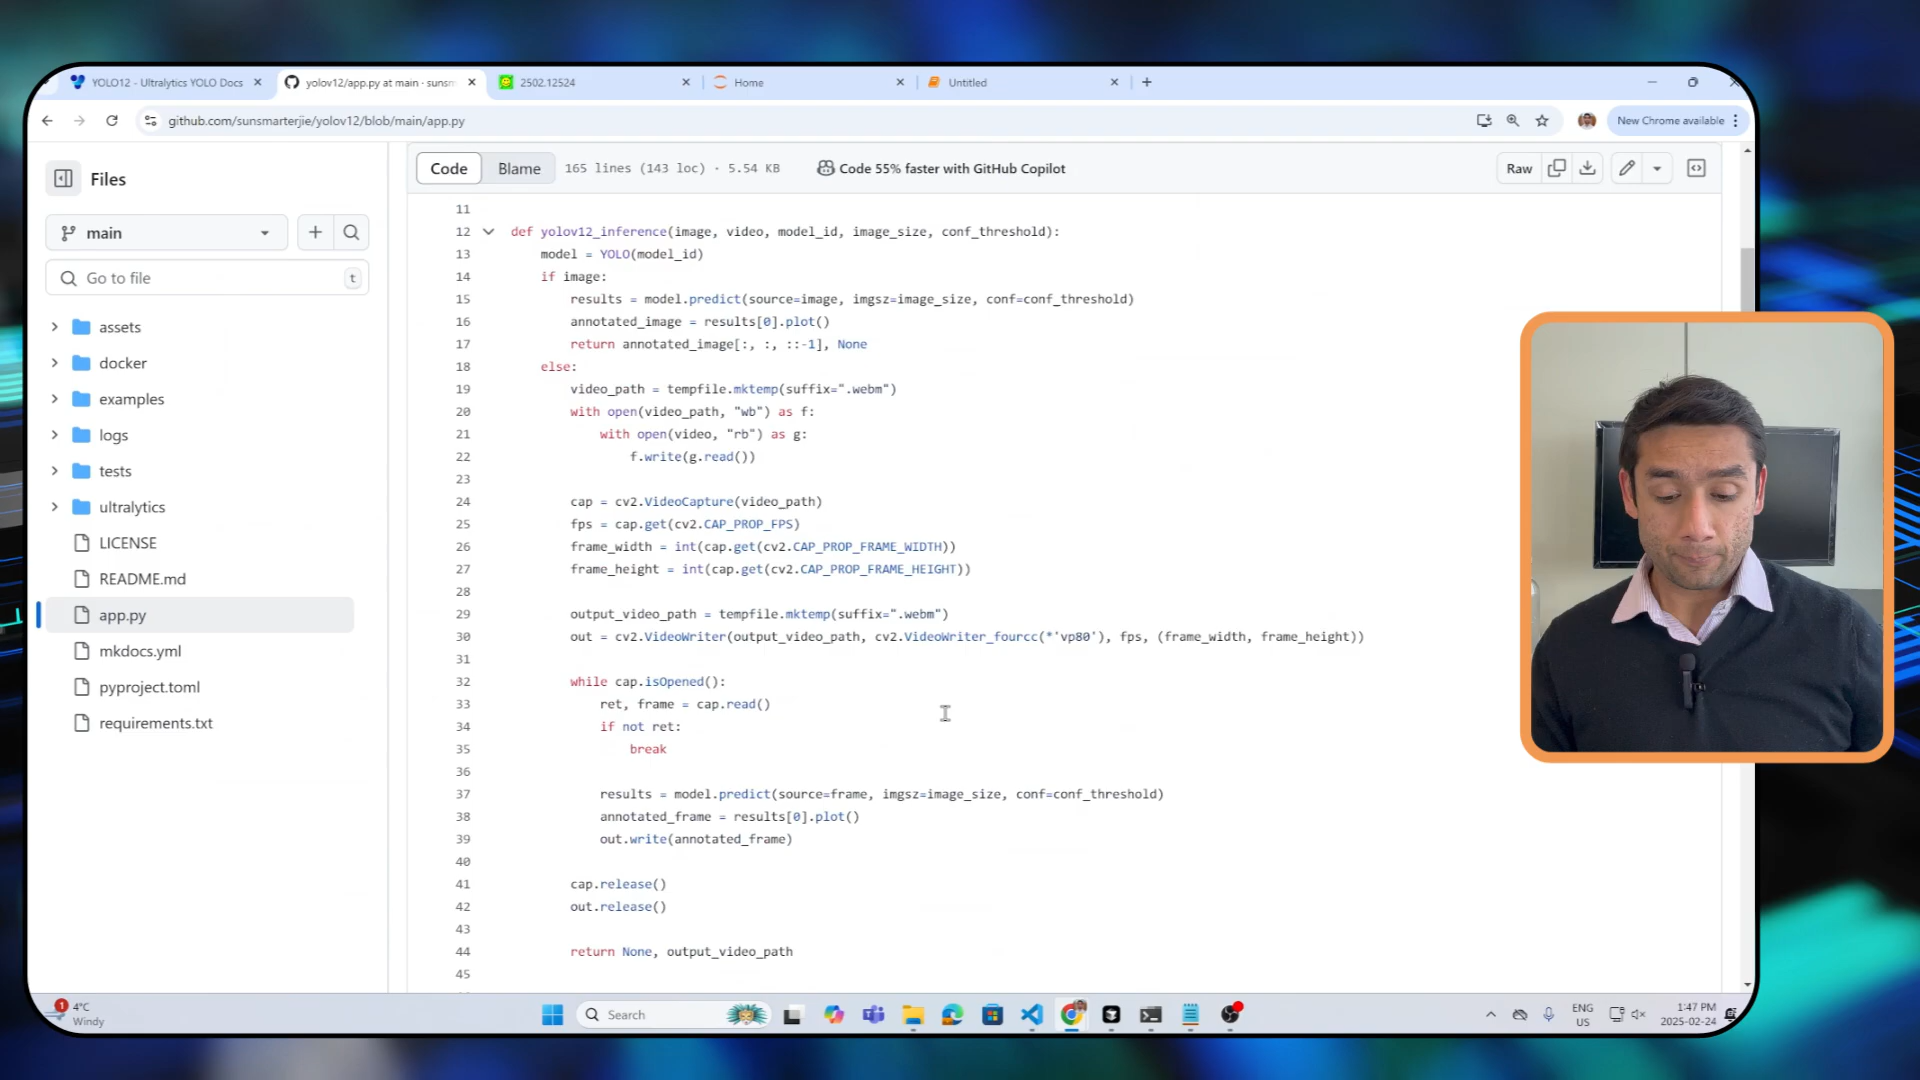 YOLO12 - Ultralytics YOLO Docs
yolov12/app.py at main · sunsm
2502.12524
Home
Untitled
github.com/sunsmarterjie/yolov12/blob/main/app.py
New Chrome available
Files
main
Go to file
t
assets
docker
examples
logs
tests
ultralytics
LICENSE
README.md
app.py
mkdocs.yml
pyproject.toml
requirements.txt
Code
Blame
165 lines (143 loc) · 5.54 KB
Code 55% faster with GitHub Copilot
Raw
11
12 def yolov12_inference(image, video, model_id, image_size, conf_threshold):
13 model = YOLO(model_id)
14 if image:
15 results = model.predict(source=image, imgsz=image_size, conf=conf_threshold)
16 annotated_image = results[0].plot()
17 return annotated_image[:, :, ::-1], None
18 else:
19 video_path = tempfile.mktemp(suffix=".webm")
20 with open(video_path, "wb") as f:
21 with open(video, "rb") as g:
22 f.write(g.read())
23
24 cap = cv2.VideoCapture(video_path)
25 fps = cap.get(cv2.CAP_PROP_FPS)
26 frame_width = int(cap.get(cv2.CAP_PROP_FRAME_WIDTH))
27 frame_height = int(cap.get(cv2.CAP_PROP_FRAME_HEIGHT))
28
29 output_video_path = tempfile.mktemp(suffix=".webm")
30 out = cv2.VideoWriter(output_video_path, cv2.VideoWriter_fourcc(*'vp80'), fps, (frame_width, frame_height))
31
32 while cap.isOpened():
33 ret, frame = cap.read()
34 if not ret:
35 break
36
37 results = model.predict(source=frame, imgsz=image_size, conf=conf_threshold)
38 annotated_frame = results[0].plot()
39 out.write(annotated_frame)
40
41 cap.release()
42 out.release()
43
44 return None, output_video_path
45
1
4°C
Windy
Search
ENG
US
1:47 PM
2025-02-24